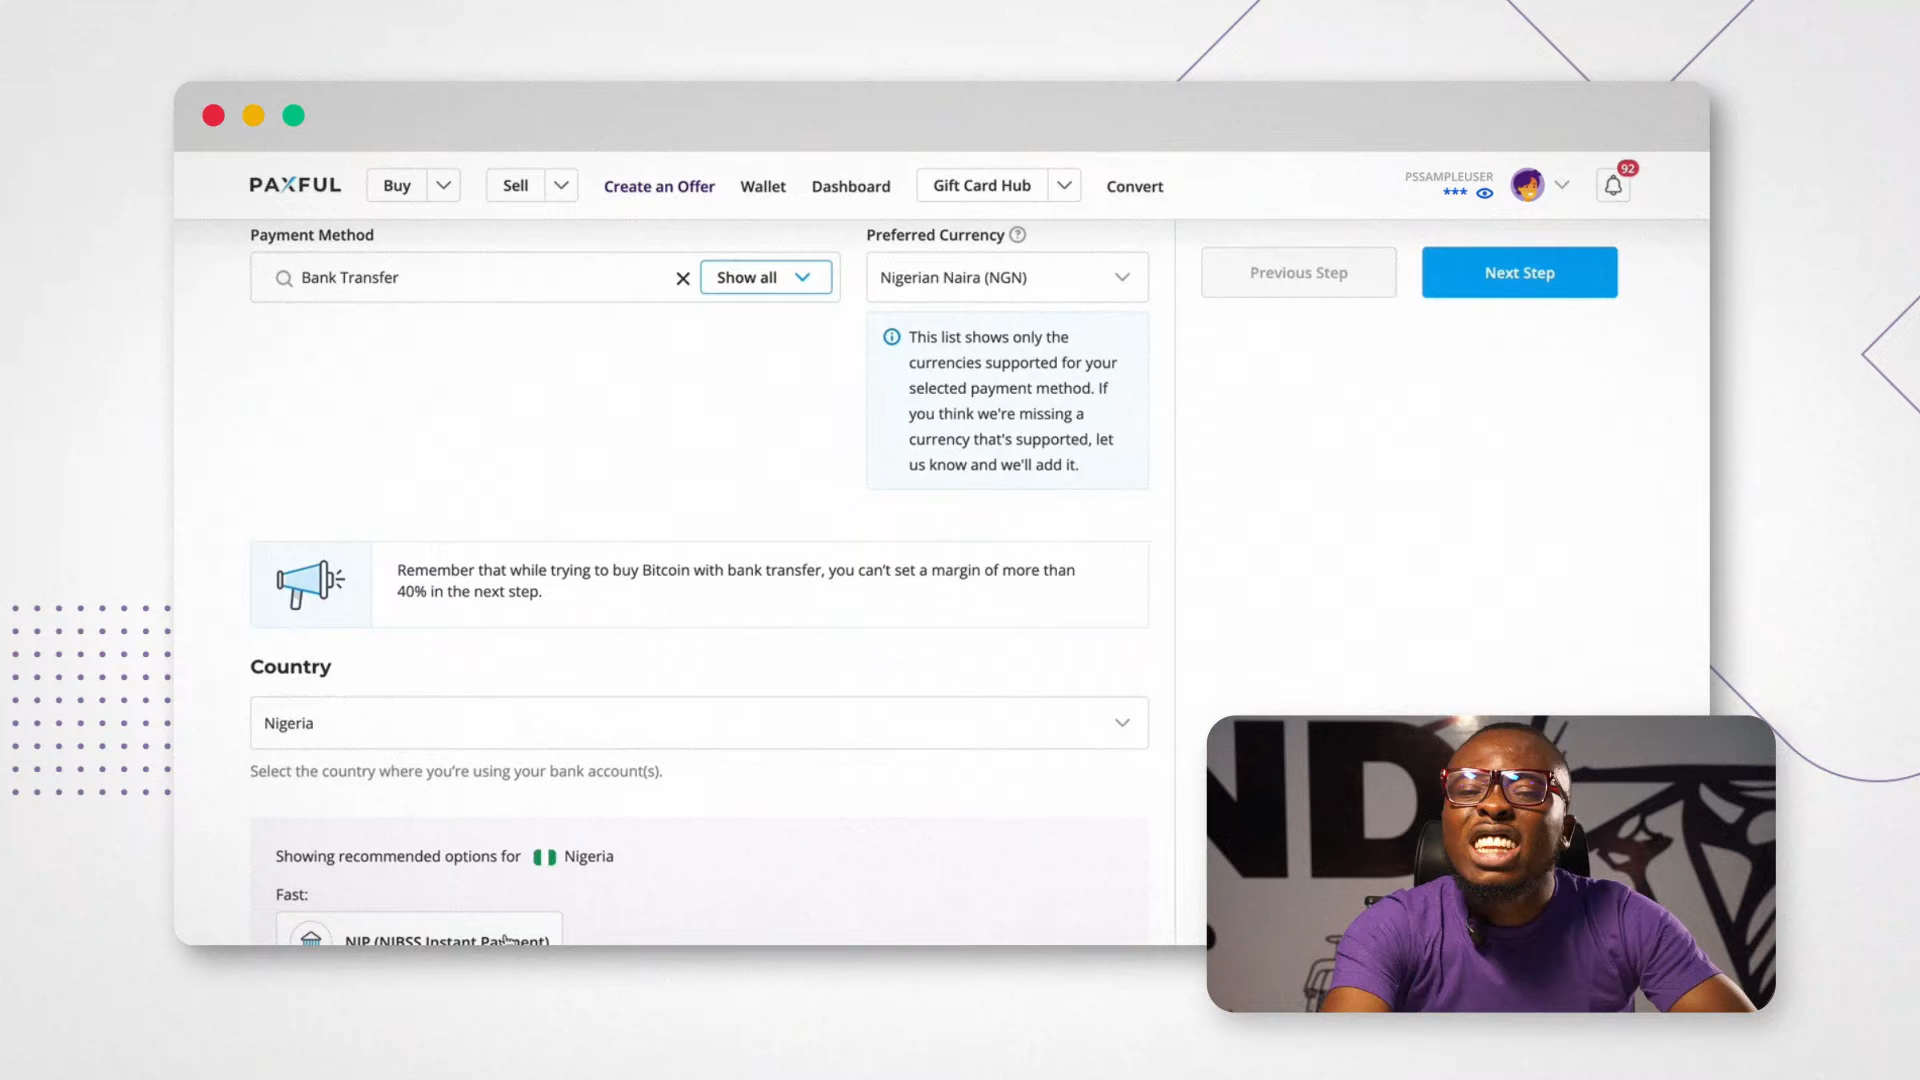 PAXFUL
Buy
Sell
Create an Offer
Wallet
Dashboard
Gift Card Hub
Convert
PSSAMPLEUSER
***
92
Payment Method
Preferred Currency
Bank Transfer
Show all
Nigerian Naira (NGN)
Previous Step
Next Step
This list shows only the
currencies supported for your
selected payment method. If
you think we're missing a
currency that's supported, let
us know and we'll add it.
Remember that while trying to buy Bitcoin with bank transfer, you can't set a margin of more than
40% in the next step.
Country
Nigeria
Select the country where you're using your bank account(s).
Showing recommended options for Nigeria
Fast:
NIP (NIBSS Instant Payment)
ND